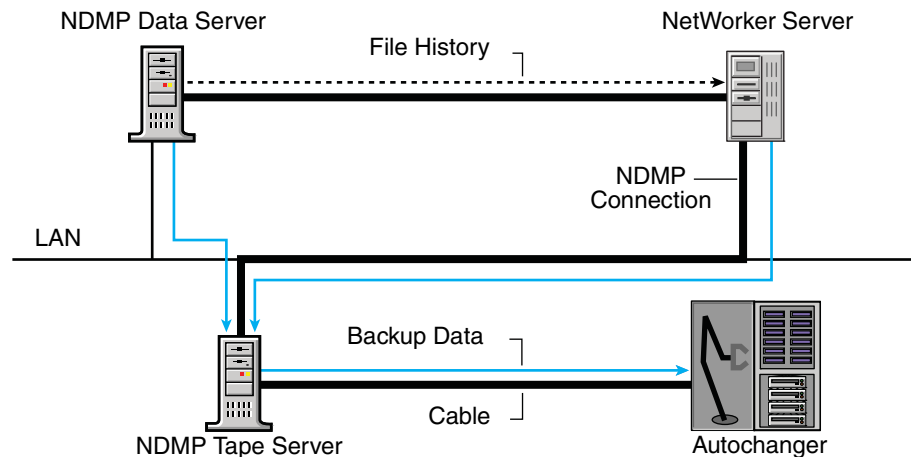 NDMP Data Server
NetWorker Server
File History
NDMP
Connection
LAN
Backup Data
Cable
NDMP Tape Server
Autochanger